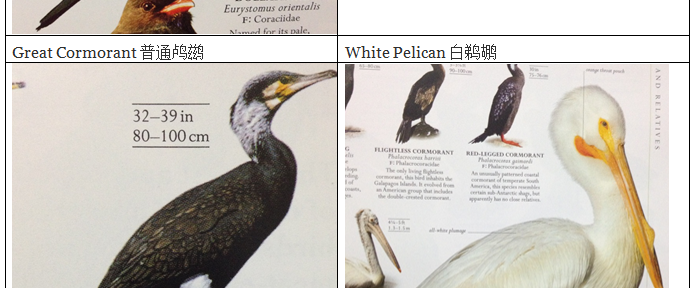 Eurystomus orientalis
F: Coraciidae
Named for its pale,
Great Cormorant 普通鸬鹚
White Pelican 白鹈鹕
32–39 in
80–100 cm
orange throat pouch
AND RELATIVES
FLIGHTLESS CORMORANT
Phalacrocorax harrisi
F: Phalacrocoracidae
The only living flightless
cormorant, this bird inhabits the
Galapagos Islands. It evolved from
an American group that includes
the double-crested cormorant.
RED-LEGGED CORMORANT
Phalacrocorax gaimardi
F: Phalacrocoracidae
An unusually patterned coastal
cormorant of temperate South
America, this species resembles
certain sub-Antarctic shags, but
apparently has no close relatives.
all-white plumage